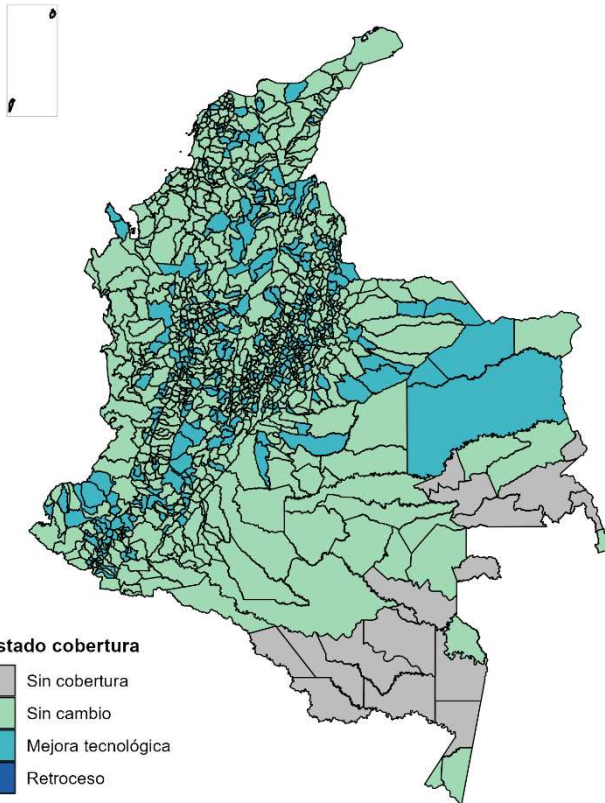 stado cobertura
Sin cobertura
Sin cambio
Mejora tecnológica
Retroceso